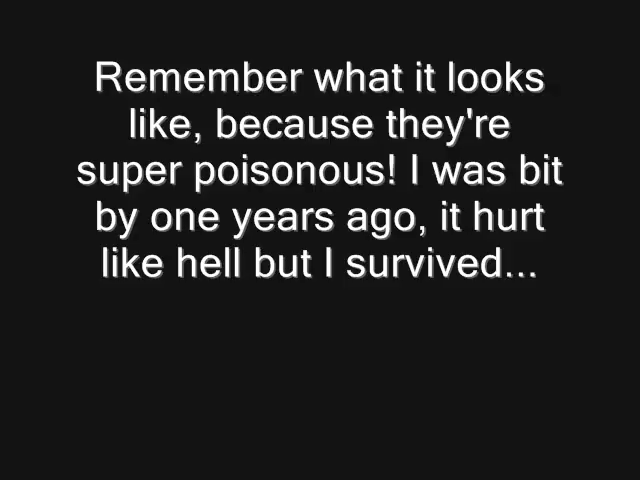 Remember what it looks
like, because they're
super poisonous! I was bit
by one years ago, it hurt
like hell but I survived...